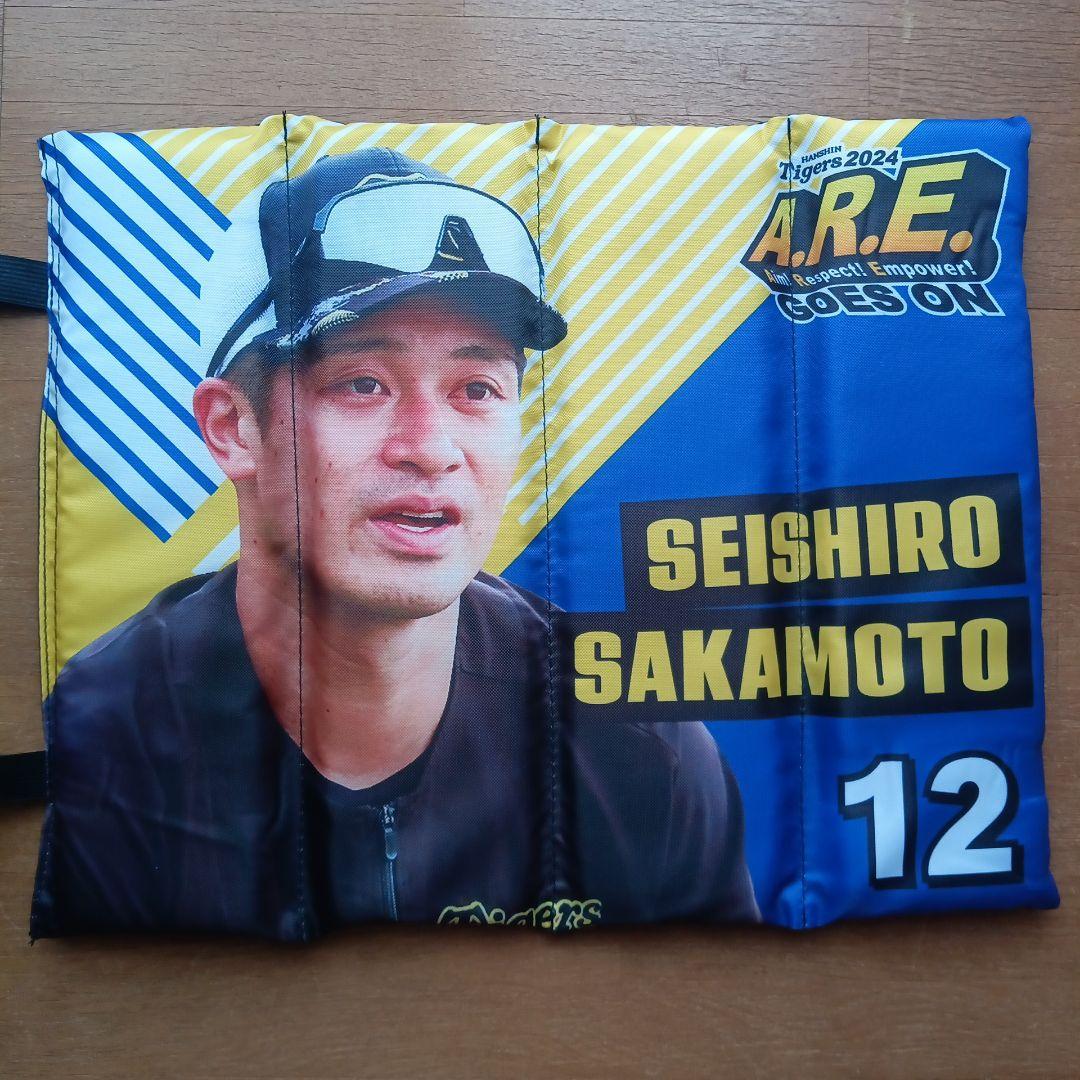 HANSHIN
Tigers 2024
A.R.E.
Aim! Respect! Empower!
GOES ON
SEISHIRO
SAKAMOTO
12
Tigers